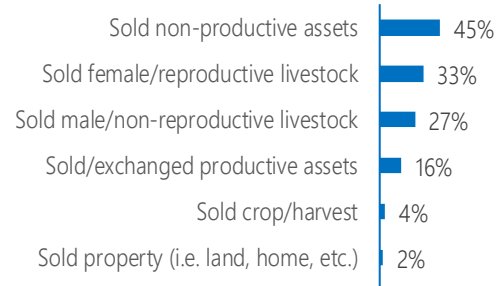 Sold non-productive assets 45%
Sold female/reproductive livestock 33%
Sold male/non-reproductive livestock 27%
Sold/exchanged productive assets 16%
Sold crop/harvest 4%
Sold property (i.e. land, home, etc.) 2%